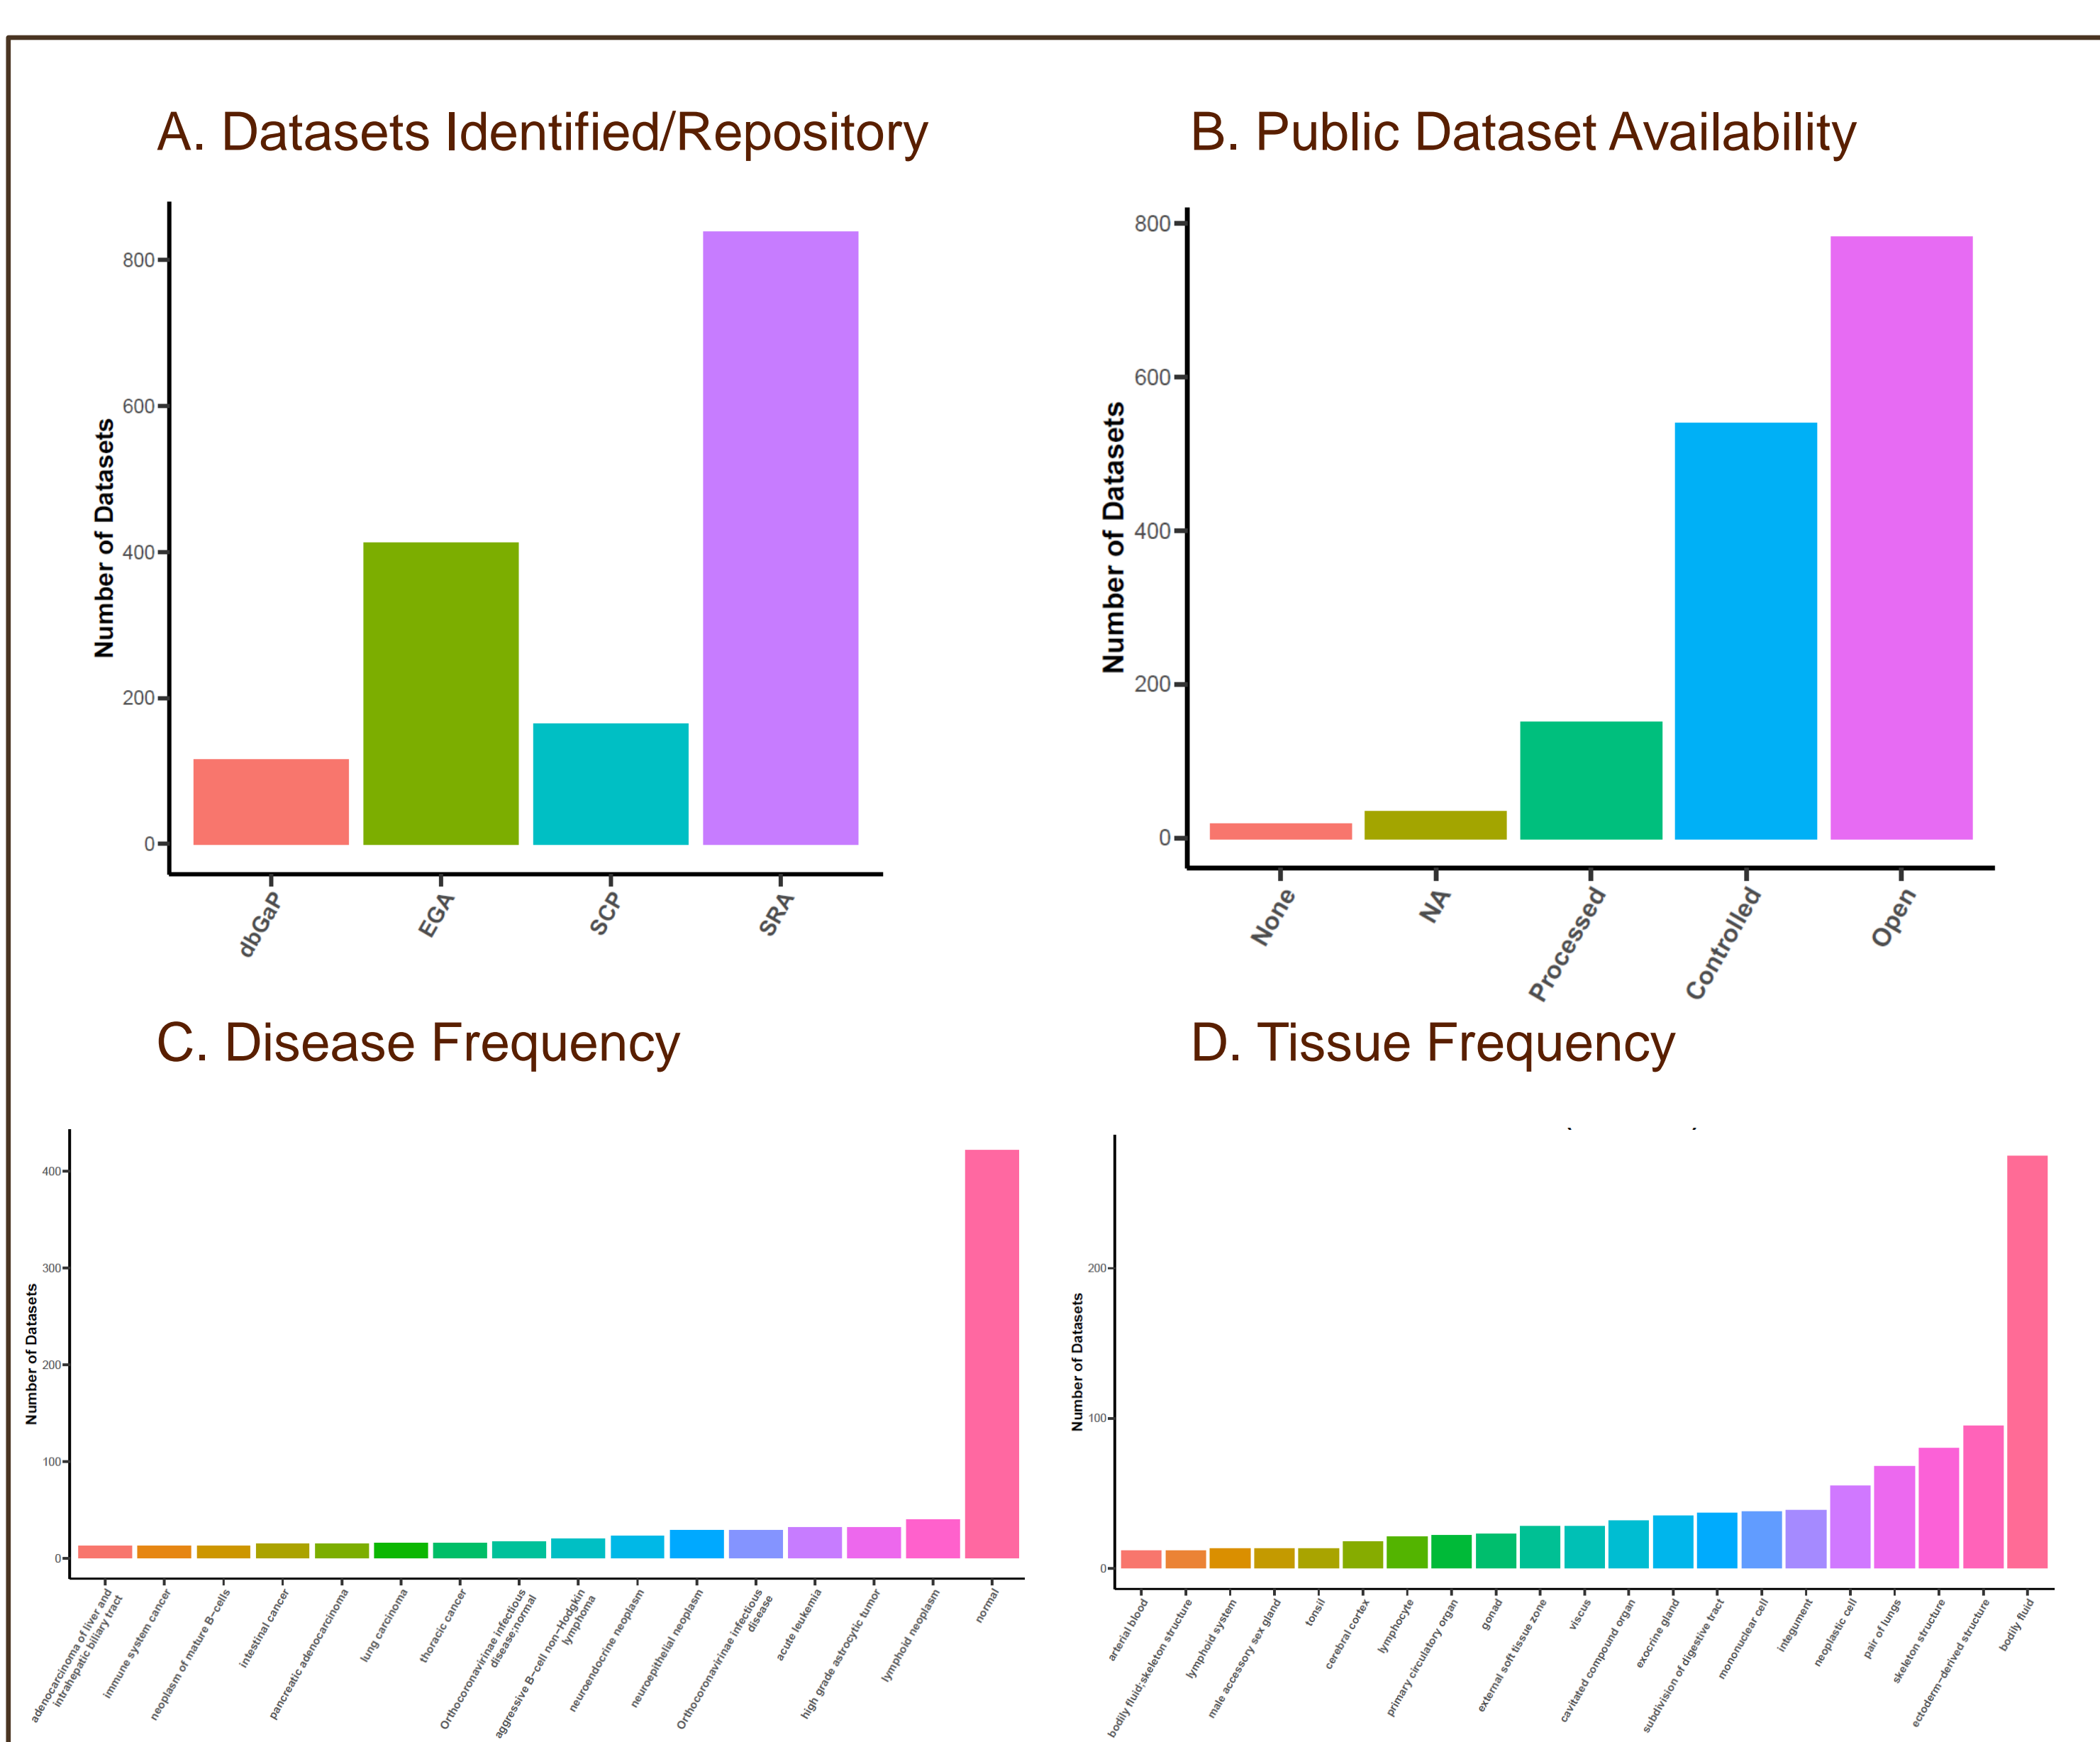 A. Datasets Identified/Repository
Number of Datasets
800
600
400
200
0
dbGaP
EGA
SCP
SRA
B. Public Dataset Availability
Number of Datasets
800
600
400
200
0
None
NA
Processed
Controlled
Open
C. Disease Frequency
Number of Datasets
400
300
200
100
0
adenocarcinoma of liver and
intrahepatic biliary tract
immune system cancer
neoplasm of mature B−cells
intestinal cancer
pancreatic adenocarcinoma
lung carcinoma
thoracic cancer
Orthocoronavirinae infectious
disease;normal
aggressive B−cell non−Hodgkin
lymphoma
neuroendocrine neoplasm
neuroepithelial neoplasm
Orthocoronavirinae infectious
disease
acute leukemia
high grade astrocytic tumor
lymphoid neoplasm
normal
D. Tissue Frequency
Number of Datasets
200
100
0
arterial blood
bodily fluid;skeleton structure
lymphoid system
male accessory sex gland
tonsil
cerebral cortex
lymphocyte
primary circulatory organ
gonad
external soft tissue zone
viscus
cavitated compound organ
exocrine gland
subdivision of digestive tract
mononuclear cell
integument
neoplastic cell
pair of lungs
skeleton structure
ectoderm−derived structure
bodily fluid